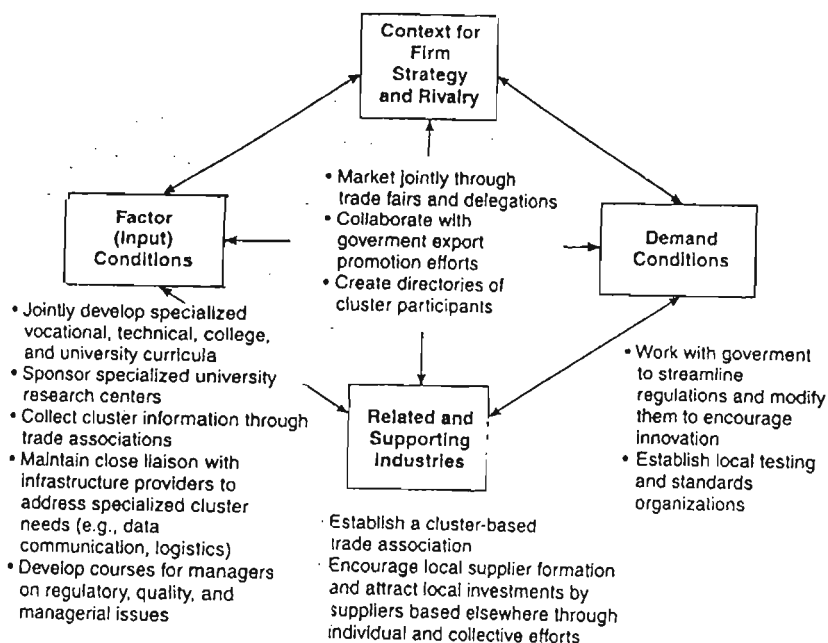 Context for
Firm
Strategy
and Rivalry
• Market jointly through
trade fairs and delegations
• Collaborate with
goverment export
promotion efforts
• Create directories of
cluster participants
Factor
(Input)
Conditions
Demand
Conditions
• Jointly develop specialized
vocational, technical, college,
and university curricula
• Sponsor specialized university
research centers
• Collect cluster information through
trade associations
• Maintain close liaison with
infrastructure providers to
address specialized cluster
needs (e.g., data
communication, logistics)
• Develop courses for managers
on regulatory, quality, and
managerial issues
Related and
Supporting
Industries
· Establish a cluster-based
trade association
• Encourage local supplier formation
and attract local investments by
suppliers based elsewhere through
individual and collective efforts
• Work with goverment
to streamline
regulations and modify
them to encourage
innovation
• Establish local testing
and standards
organizations